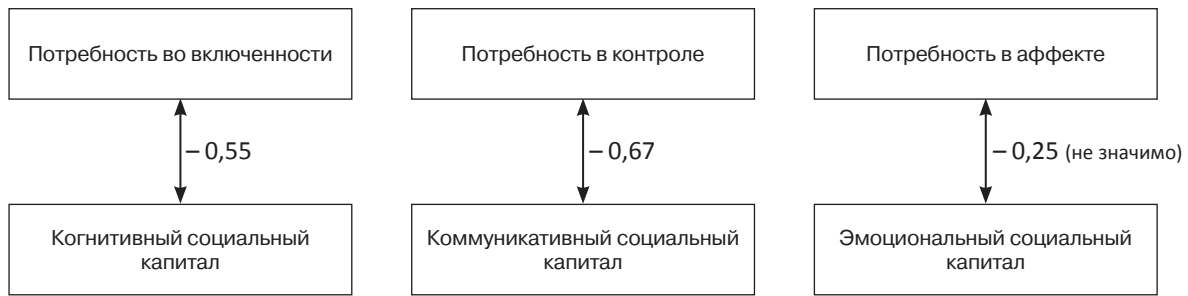 Потребность во включенности
Потребность в контроле
Потребность в аффекте
– 0,55
– 0,67
– 0,25 (не значимо)
Когнитивный социальный
капитал
Коммуникативный социальный
капитал
Эмоциональный социальный
капитал